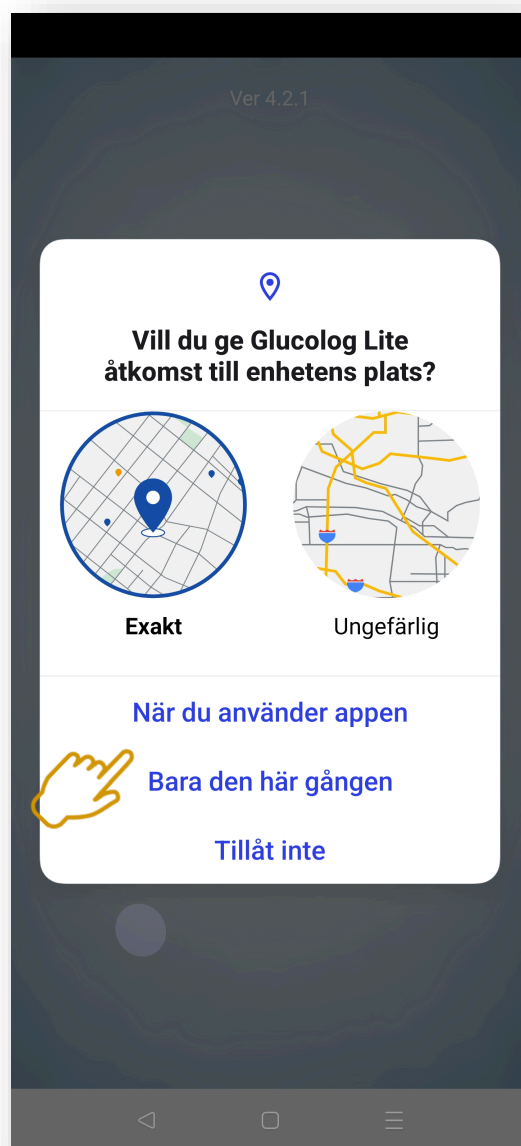 Ver 4.2.1
Vill du ge Glucolog Lite
åtkomst till enhetens plats?
Exakt
Ungefärlig
När du använder appen
Bara den här gången
Tillåt inte